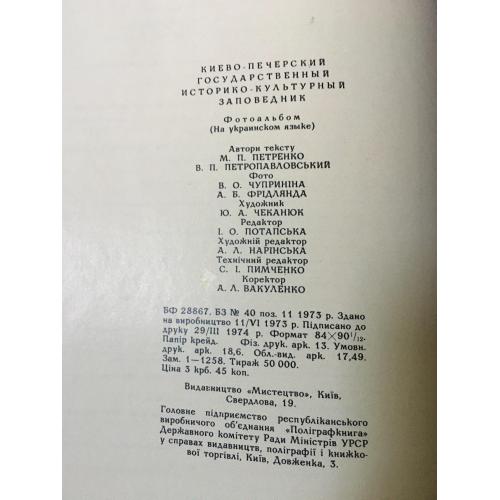 КИЕВО-ПЕЧЕРСКИЙ
ГОСУДАРСТВЕННЫЙ
ИСТОРИКО-КУЛЬТУРНЫЙ
ЗАПОВЕДНИК
Фотоальбом
(На украинском языке)
Автори тексту
М. П. ПЕТРЕНКО
В. П. ПЕТРОПАВЛОВСЬКИЙ
Фото
В. О. ЧУПРИНІНА
А. Б. ФРІДЛЯНДА
Художник
Ю. А. ЧЕКАНЮК
Редактор
І. О. ПОТАПСЬКА
Художній редактор
А. Л. НАРІНСЬКА
Технічний редактор
С. І. ПИМЧЕНКО
Коректор
А. Л. ВАКУЛЕНКО
БФ 28867. БЗ № 40 поз. 11 1973 р. Здано
на виробництво 11/VI 1973 р. Підписано до
друку 29/III 1974 р. Формат 84×90 1/12.
Папір крейд. Фіз. друк. арк. 13. Умовн.
друк. арк. 18,6. Обл.-вид. арк. 17,49.
Зам. 1—1258. Тираж 50 000.
Ціна 3 крб. 45 коп.
Видавництво «Мистецтво», Київ,
Свердлова, 19.
Головне підприємство республіканського
виробничого об'єднання «Поліграфкнига»
Державного комітету Ради Міністрів УРСР
у справах видавництв, поліграфії і книжко-
вої торгівлі, Київ, Довженка, 3.